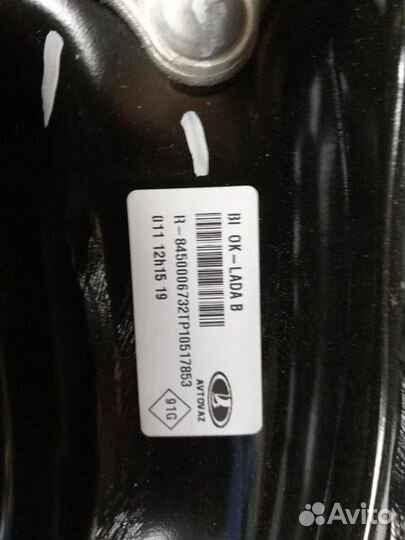 BI OK-LADA B
R-8450006732TP10517853
011 12h15 19
AVTOVAZ
91G
Avito